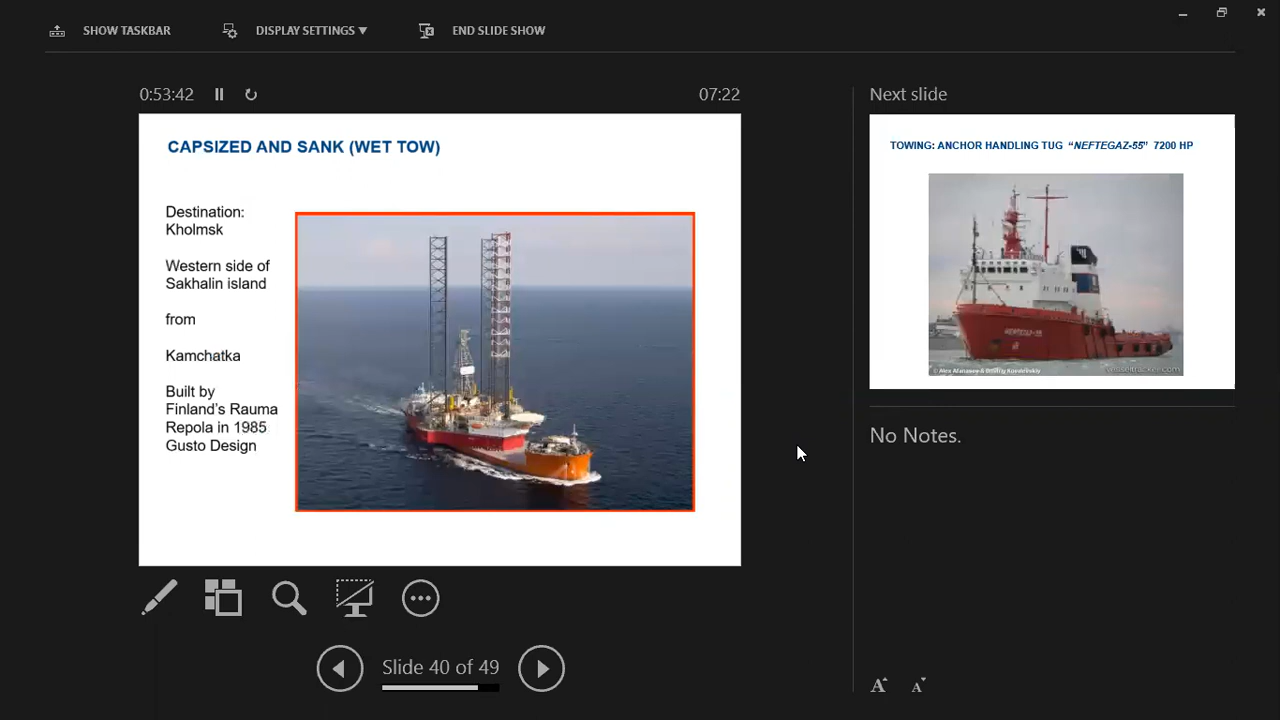 SHOW TASKBAR
DISPLAY SETTINGS ▾
END SLIDE SHOW
0:53:42
07:22
CAPSIZED AND SANK (WET TOW)
Destination:
Kholmsk
Western side of
Sakhalin island
from
Kamchatka
Built by
Finland's Rauma
Repola in 1985
Gusto Design
Slide 40 of 49
Next slide
TOWING: ANCHOR HANDLING TUG “NEFTEGAZ-55” 7200 HP
NEFTEGAZ-55
No Notes.
A A